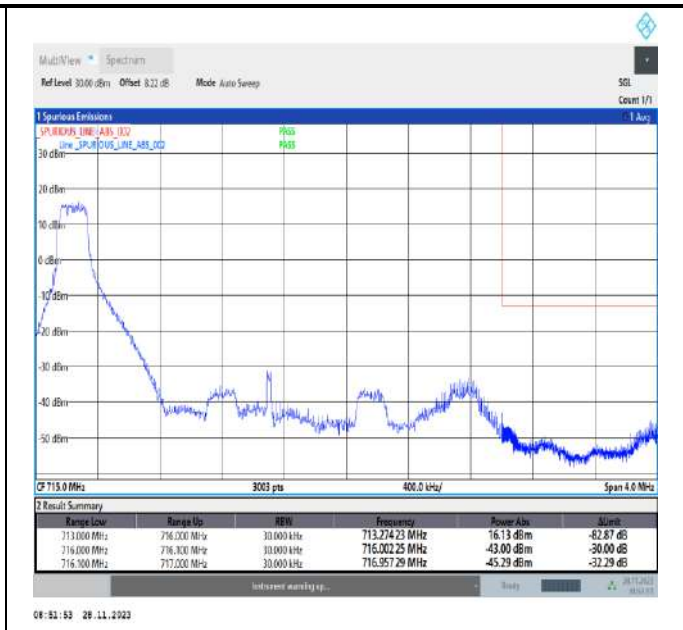 MultiView Spectrum
Ref Level 30.00 dBm Offset 8.22 dB Mode Auto Sweep SGL
Count 1/1
1 Spurious Emissions 1 Avg
SPURIOUS_LINE_ABS_002 PASS
Line _SPURIOUS_LINE_ABS_002 PASS
30 dBm
20 dBm
10 dBm
0 dBm
-10 dBm
-20 dBm
-30 dBm
-40 dBm
-50 dBm
CF 715.0 MHz 3003 pts 400.0 kHz/ Span 4.0 MHz
2 Result Summary
Range Low Range Up RBW Frequency Power Abs ΔLimit
713.000 MHz 716.000 MHz 30.000 kHz 713.27423 MHz 16.13 dBm -82.87 dB
716.000 MHz 716.100 MHz 30.000 kHz 716.00225 MHz -43.00 dBm -30.00 dB
716.100 MHz 717.000 MHz 30.000 kHz 716.95729 MHz -45.29 dBm -32.29 dB
Instrument warming up... Ready 28.11.2023
08:51:53 28.11.2023